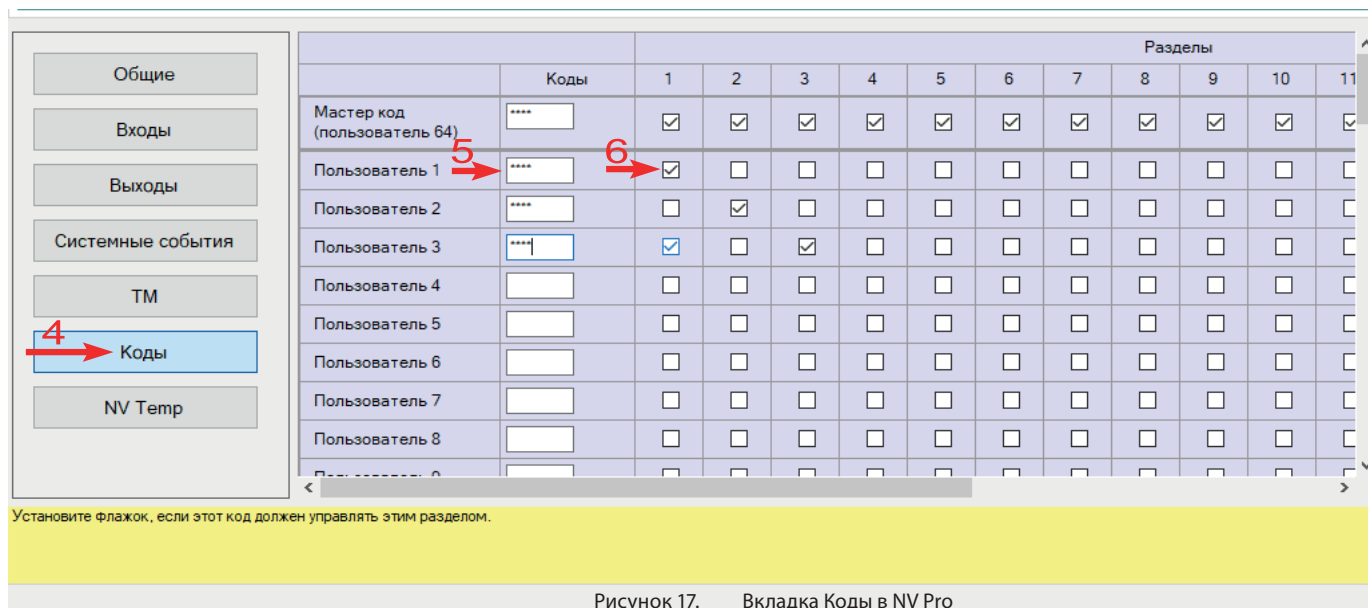 Общие
Входы
Выходы
Системные события
ТМ
4
Коды
NV Temp
Разделы
Коды 1 2 3 4 5 6 7 8 9 10 11
Мастер код
(пользователь 64) ****
Пользователь 1 5 **** 6
Пользователь 2 ****
Пользователь 3 ****
Пользователь 4
Пользователь 5
Пользователь 6
Пользователь 7
Пользователь 8
Установите флажок, если этот код должен управлять этим разделом.
Рисунок 17. Вкладка Коды в NV Pro